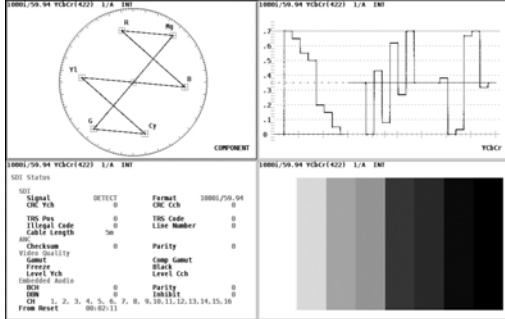 1080i/59.94 YCbCr(422) 1/A INT
R
Mg
Yl
B
G
Cy
COMPONENT
1080i/59.94 YCbCr(422) 1/A INT
.7
.6
.5
.4
.35
.3
.2
.1
0
YCbCr
1080i/59.94 YCbCr(422) 1/A INT
SDI Status
SDI
Signal DETECT Format 1080i/59.94
CRC Ych 0 CRC Cch 0
TRS Pos 0 TRS Code 0
Illegal Code 0 Line Number 0
Cable Length 5m
ANC
Checksum 0 Parity 0
Video Quality
Gamut Comp Gamut
Freeze Black
Level Ych Level Cch
Embedded Audio
BCH 0 Parity 0
DBN 0 Inhibit 0
CH 1, 2, 3, 4, 5, 6, 7, 8, 9,10,11,12,13,14,15,16
From Reset 00:02:11
1080i/59.94 YCbCr(422) 1/A INT